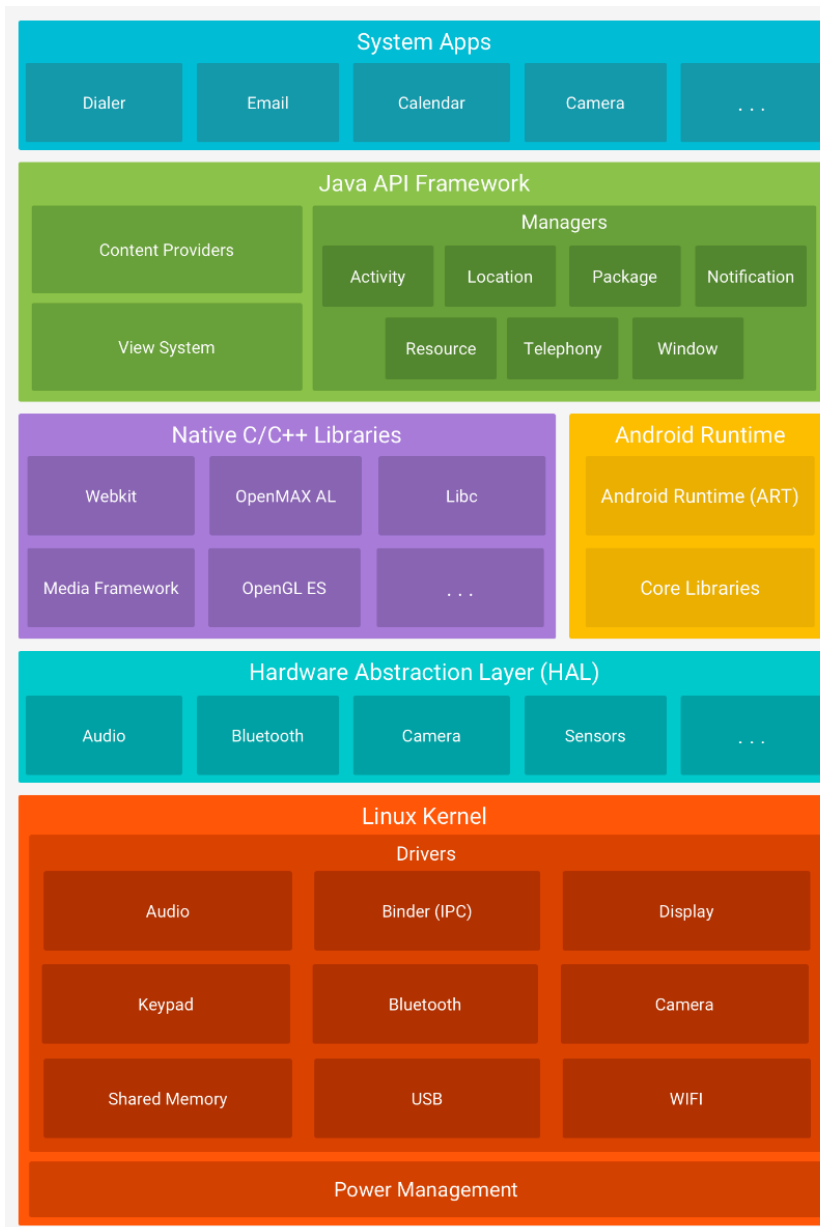 System Apps
Dialer
Email
Calendar
Camera
. . .
Java API Framework
Content Providers
View System
Managers
Activity
Location
Package
Notification
Resource
Telephony
Window
Native C/C++ Libraries
Webkit
OpenMAX AL
Libc
Media Framework
OpenGL ES
. . .
Android Runtime
Android Runtime (ART)
Core Libraries
Hardware Abstraction Layer (HAL)
Audio
Bluetooth
Camera
Sensors
. . .
Linux Kernel
Drivers
Audio
Binder (IPC)
Display
Keypad
Bluetooth
Camera
Shared Memory
USB
WIFI
Power Management